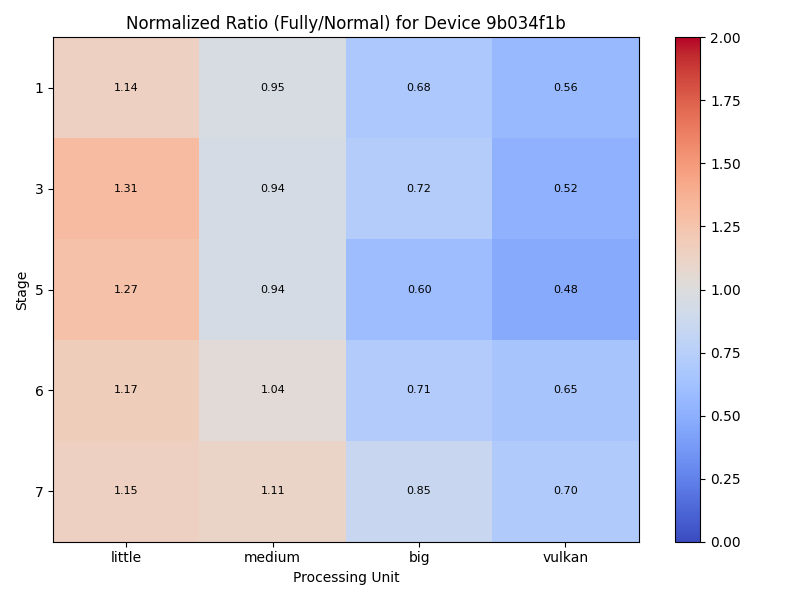 Normalized Ratio (Fully/Normal) for Device 9b034f1b
1 1.14 0.95 0.68 0.56
3 1.31 0.94 0.72 0.52
5 1.27 0.94 0.60 0.48
6 1.17 1.04 0.71 0.65
7 1.15 1.11 0.85 0.70
little medium big vulkan
Processing Unit
Stage
2.00
1.75
1.50
1.25
1.00
0.75
0.50
0.25
0.00